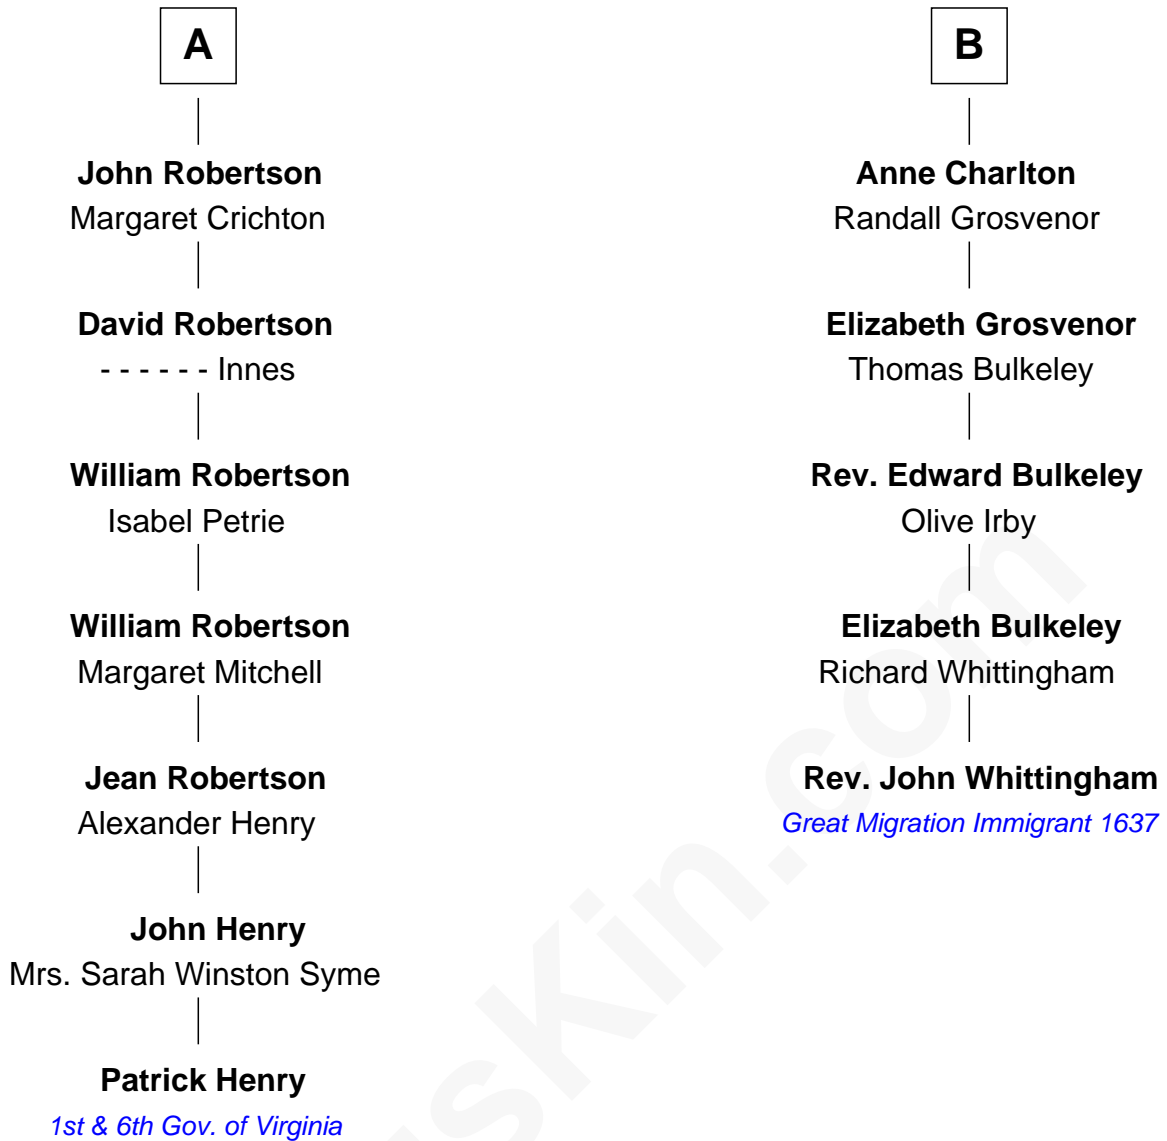 A
John Robertson
Margaret Crichton
David Robertson
- - - - - - Innes
William Robertson
Isabel Petrie
William Robertson
Margaret Mitchell
Jean Robertson
Alexander Henry
John Henry
Mrs. Sarah Winston Syme
Patrick Henry
1st & 6th Gov. of Virginia
B
Anne Charlton
Randall Grosvenor
Elizabeth Grosvenor
Thomas Bulkeley
Rev. Edward Bulkeley
Olive Irby
Elizabeth Bulkeley
Richard Whittingham
Rev. John Whittingham
Great Migration Immigrant 1637
sKin.com